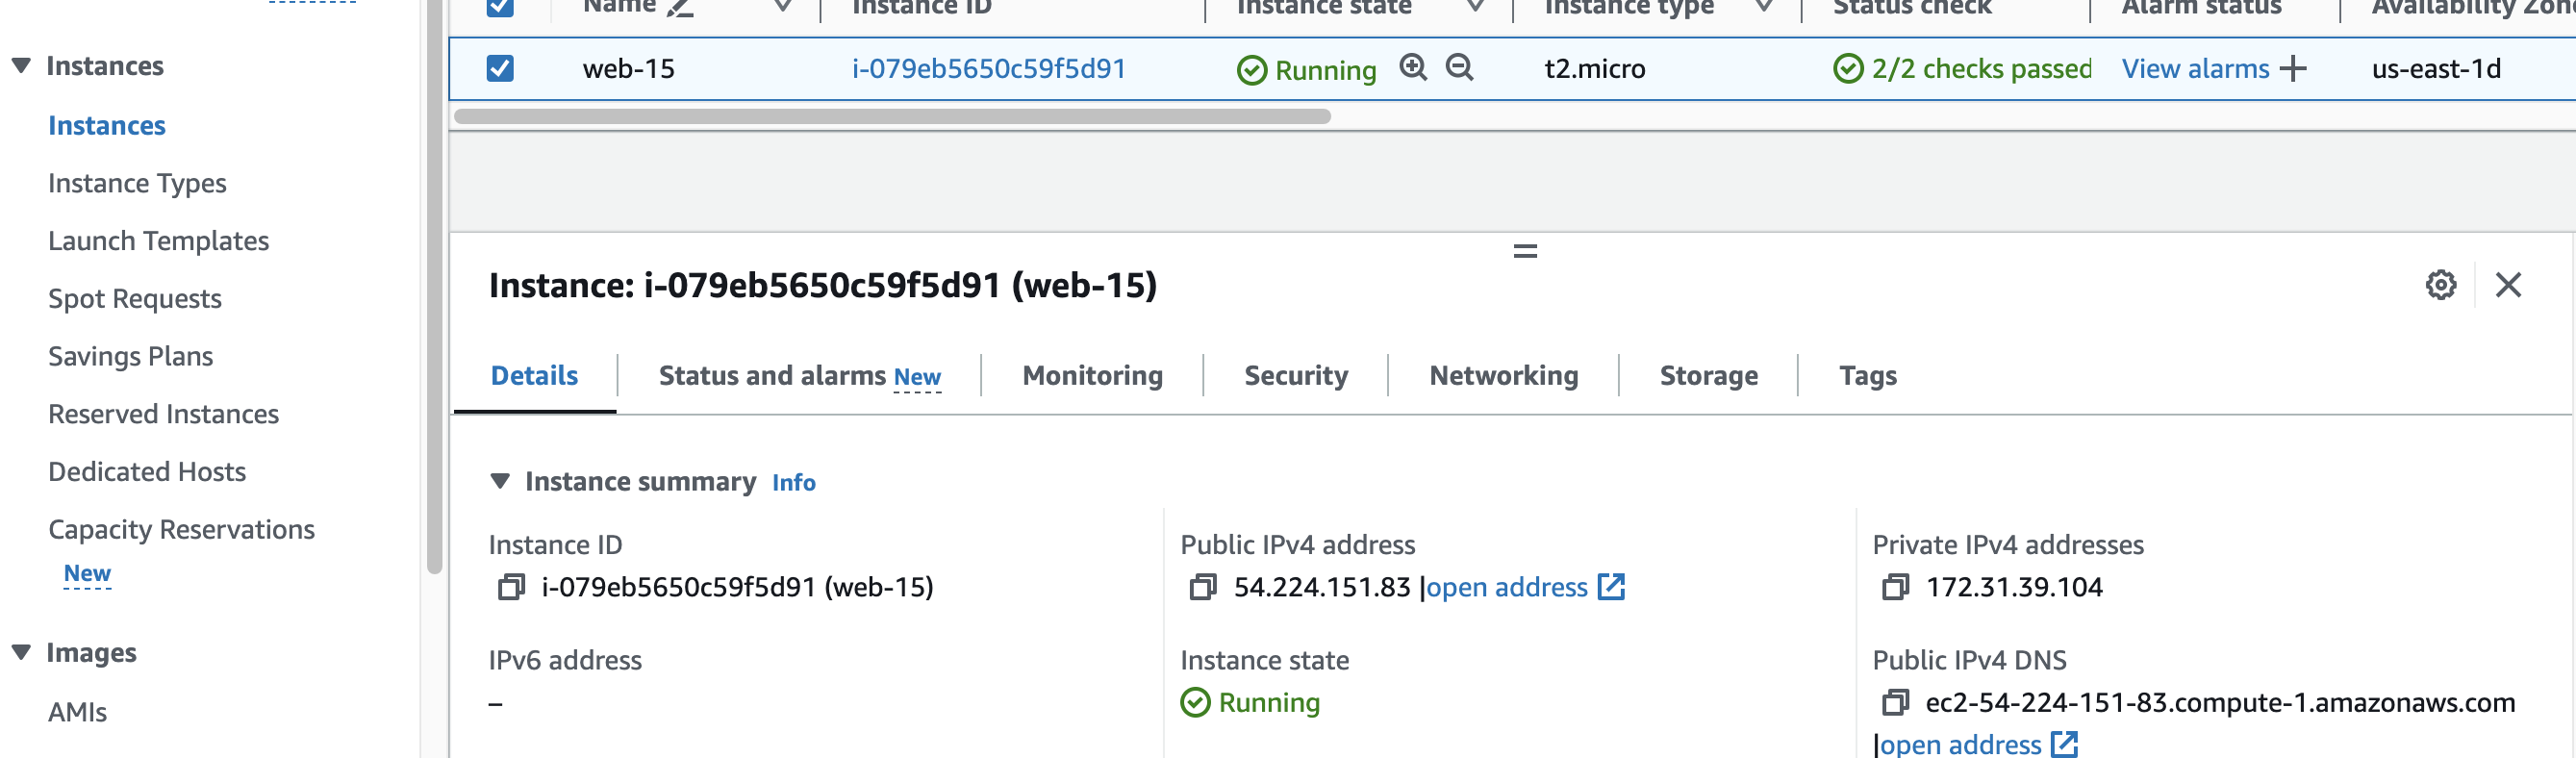 Instances
Instances
Instance Types
Launch Templates
Spot Requests
Savings Plans
Reserved Instances
Dedicated Hosts
Capacity Reservations
New
Images
AMIs
Name Instance ID Instance state Instance type Status check Alarm status Availability Zone
web-15 i-079eb5650c59f5d91 Running t2.micro 2/2 checks passed View alarms + us-east-1d
Instance: i-079eb5650c59f5d91 (web-15)
Details Status and alarms New Monitoring Security Networking Storage Tags
Instance summary Info
Instance ID
i-079eb5650c59f5d91 (web-15)
Public IPv4 address
54.224.151.83 |open address
Private IPv4 addresses
172.31.39.104
IPv6 address
–
Instance state
Running
Public IPv4 DNS
ec2-54-224-151-83.compute-1.amazonaws.com
|open address